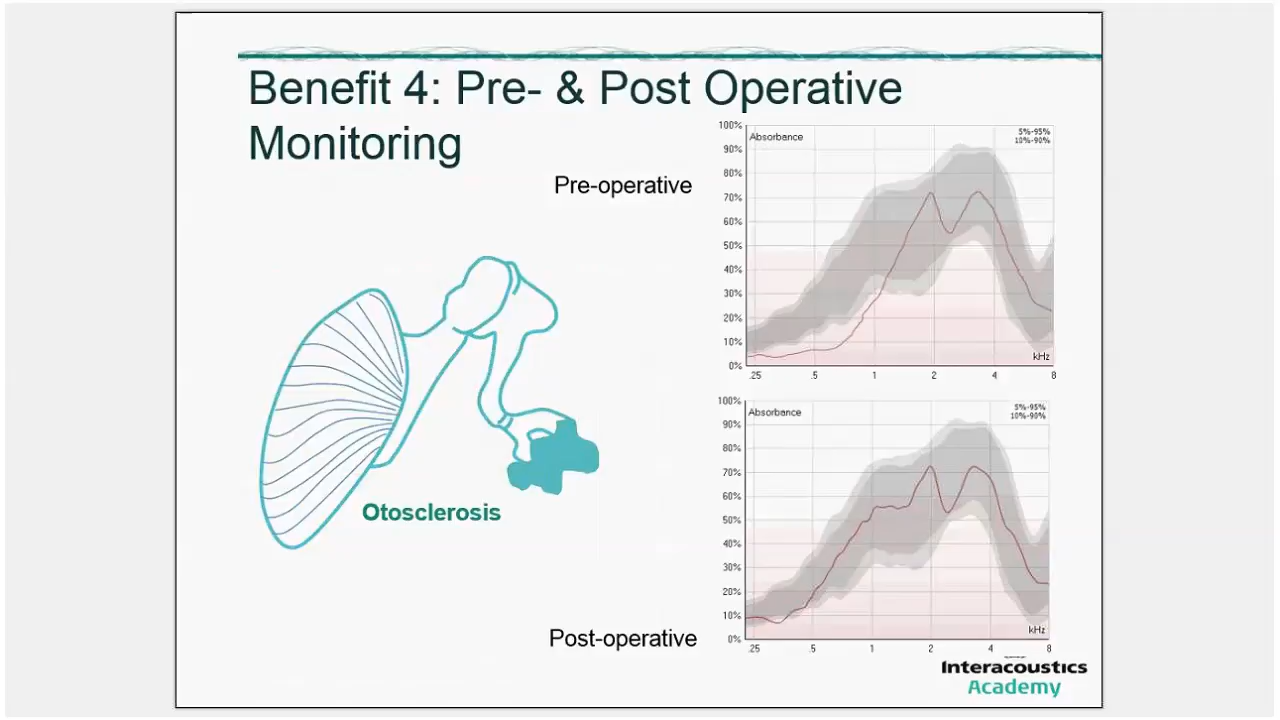 Benefit 4: Pre- & Post Operative
Monitoring
Pre-operative
Absorbance
5%-95%
10%-90%
100%
90%
80%
70%
60%
50%
40%
30%
20%
10%
0%
kHz
.25 .5 1 2 4 8
Otosclerosis
Post-operative
Absorbance
5%-95%
10%-90%
100%
90%
80%
70%
60%
50%
40%
30%
20%
10%
0%
kHz
.25 .5 1 2 4 8
Interacoustics
Academy